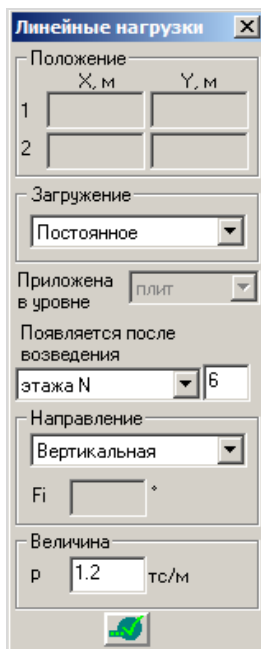 Линейные нагрузки
Положение
X, м Y, м
1
2
Загружение
Постоянное
Приложена в уровне плит
Появляется после
возведения
этажа N 6
Направление
Вертикальная
Fi °
Величина
p 1.2 тс/м